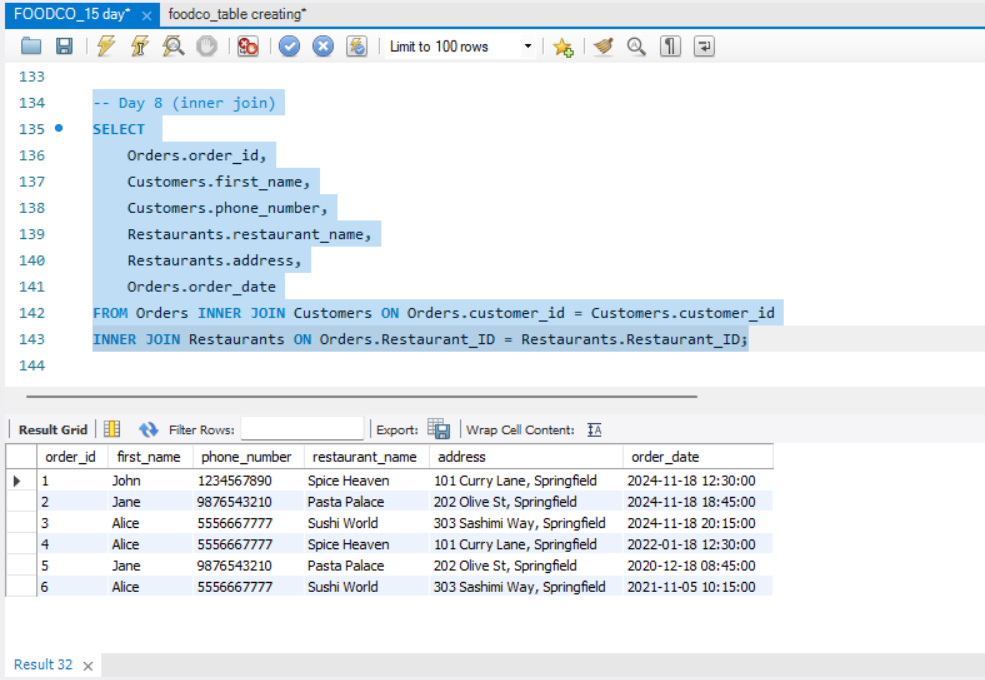 FOODCO_15 day* × foodco_table creating*
Limit to 100 rows
133
134 -- Day 8 (inner join)
135 SELECT
136 Orders.order_id,
137 Customers.first_name,
138 Customers.phone_number,
139 Restaurants.restaurant_name,
140 Restaurants.address,
141 Orders.order_date
142 FROM Orders INNER JOIN Customers ON Orders.customer_id = Customers.customer_id
143 INNER JOIN Restaurants ON Orders.Restaurant_ID = Restaurants.Restaurant_ID;
144
Result Grid Filter Rows: Export: Wrap Cell Content: IA
order_id first_name phone_number restaurant_name address order_date
1 John 1234567890 Spice Heaven 101 Curry Lane, Springfield 2024-11-18 12:30:00
2 Jane 9876543210 Pasta Palace 202 Olive St, Springfield 2024-11-18 18:45:00
3 Alice 5556667777 Sushi World 303 Sashimi Way, Springfield 2024-11-18 20:15:00
4 Alice 5556667777 Spice Heaven 101 Curry Lane, Springfield 2022-01-18 12:30:00
5 Jane 9876543210 Pasta Palace 202 Olive St, Springfield 2020-12-18 08:45:00
6 Alice 5556667777 Sushi World 303 Sashimi Way, Springfield 2021-11-05 10:15:00
Result 32 ×